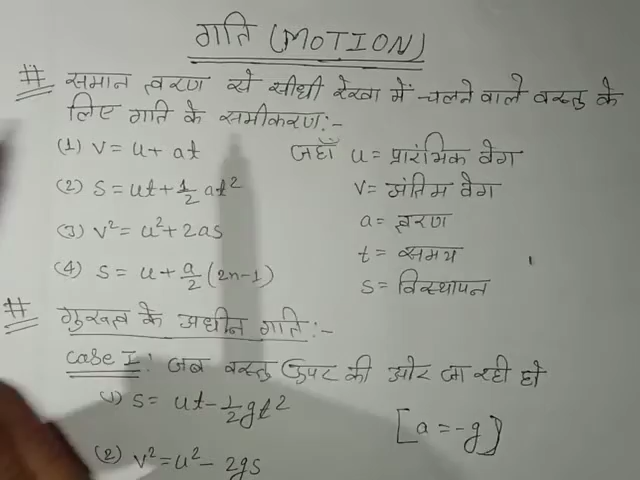 गति (MOTION)
# समान त्वरण से सीधी रेखा में चलने वाले वस्तु के
लिए गति के समीकरण:-
(1) v = u + at जहाँ u = प्रारंभिक वेग
(2) s = ut + 1/2 at² v = अंतिम वेग
(3) v² = u² + 2as a = त्वरण
t = समय
(4) s = u + a/2 (2n-1) s = विस्थापन
# गुरुत्व के अधीन गति:-
Case I: जब वस्तु ऊपर की ओर जा रही हो
(1) s = ut - 1/2 gt² [a = -g]
(2) v² = u² - 2gs